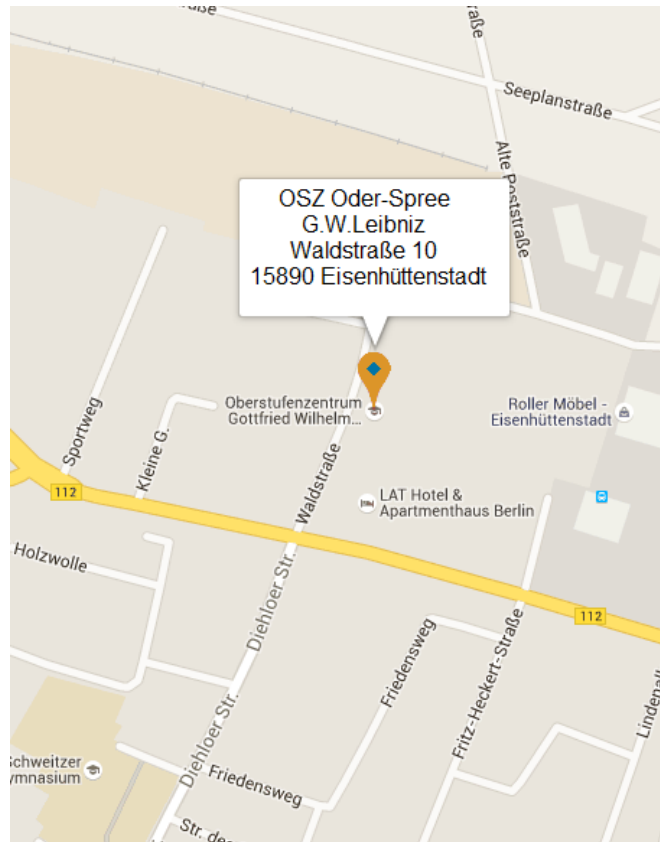 Seeplanstraße
Alte Poststraße
OSZ Oder-Spree
G.W.Leibniz
Waldstraße 10
15890 Eisenhüttenstadt
Oberstufenzentrum
Gottfried Wilhelm...
Roller Möbel -
Eisenhüttenstadt
Sportweg
Kleine G.
Waldstraße
112
LAT Hotel &
Apartmenthaus Berlin
Holzwolle
Diehloer Str.
112
Friedensweg
Fritz-Heckert-Straße
Schweitzer
ymnasium
Diehloer Str.
Friedensweg
Str. de
Lindenall